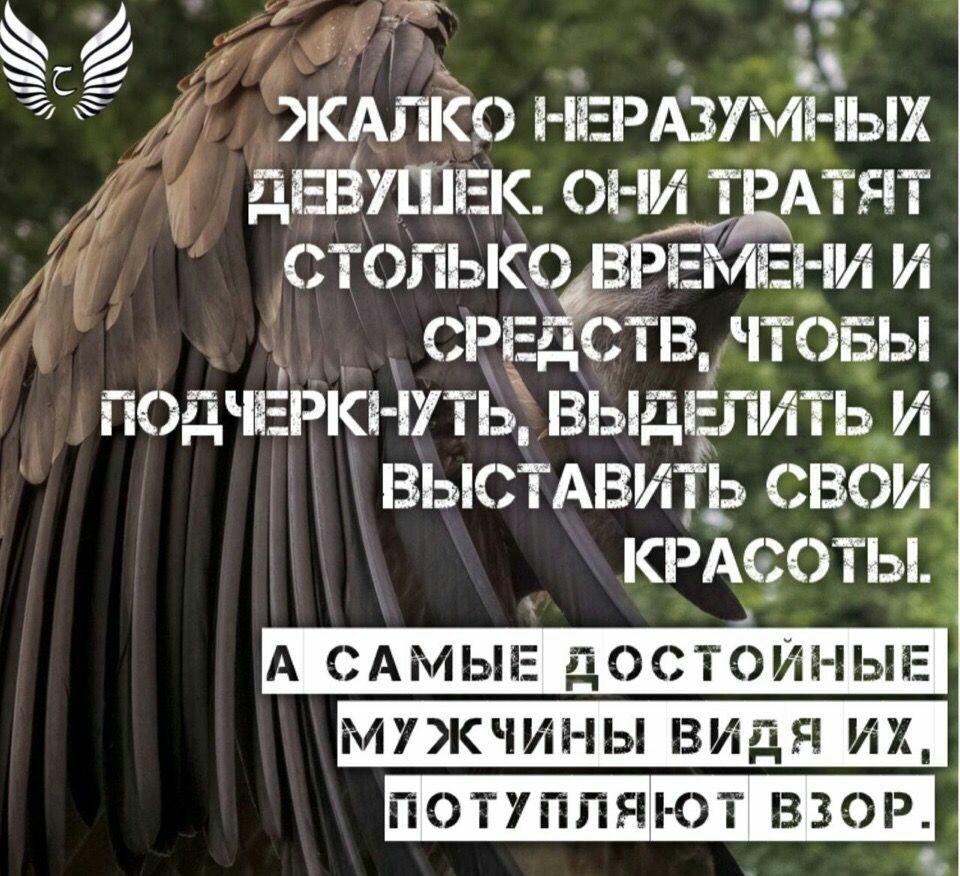 ح
ЖАЛКО НЕРАЗУМНЫХ
ДЕВУШЕК. ОНИ ТРАТЯТ
СТОЛЬКО ВРЕМЕНИ И
СРЕДСТВ, ЧТОБЫ
ПОДЧЕРКНУТЬ, ВЫДЕЛИТЬ И
ВЫСТАВИТЬ СВОИ
КРАСОТЫ.
А САМЫЕ ДОСТОЙНЫЕ
МУЖЧИНЫ ВИДЯ ИХ,
ПОТУПЛЯЮТ ВЗОР.